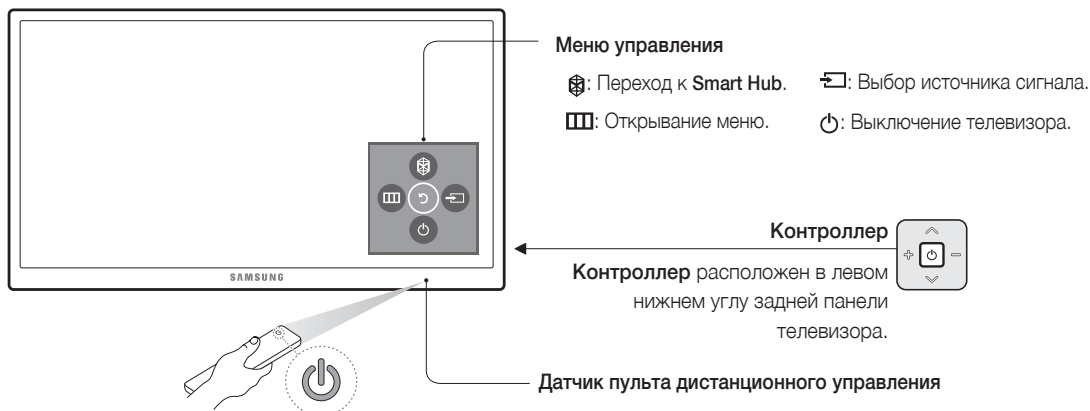 Меню управления
: Переход к Smart Hub.
: Выбор источника сигнала.
: Открывание меню.
: Выключение телевизора.
SAMSUNG
Контроллер
Контроллер расположен в левом
нижнем углу задней панели
телевизора.
Датчик пульта дистанционного управления